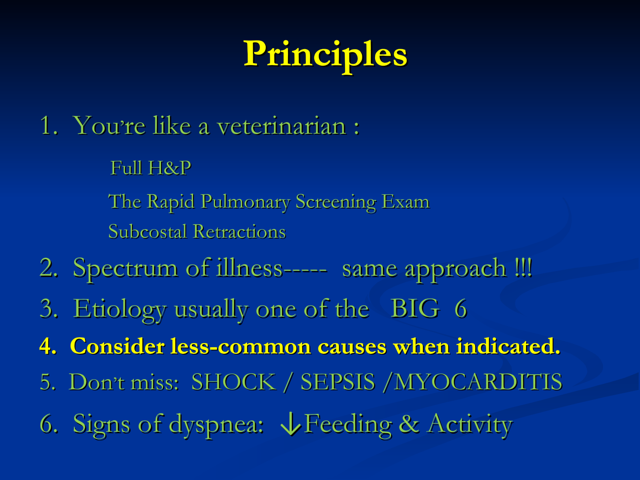 Principles
1. You're like a veterinarian :
Full H&P
The Rapid Pulmonary Screening Exam
Subcostal Retractions
2. Spectrum of illness----- same approach !!!
3. Etiology usually one of the BIG 6
4. Consider less-common causes when indicated.
5. Don't miss: SHOCK / SEPSIS /MYOCARDITIS
6. Signs of dyspnea: ↓Feeding & Activity